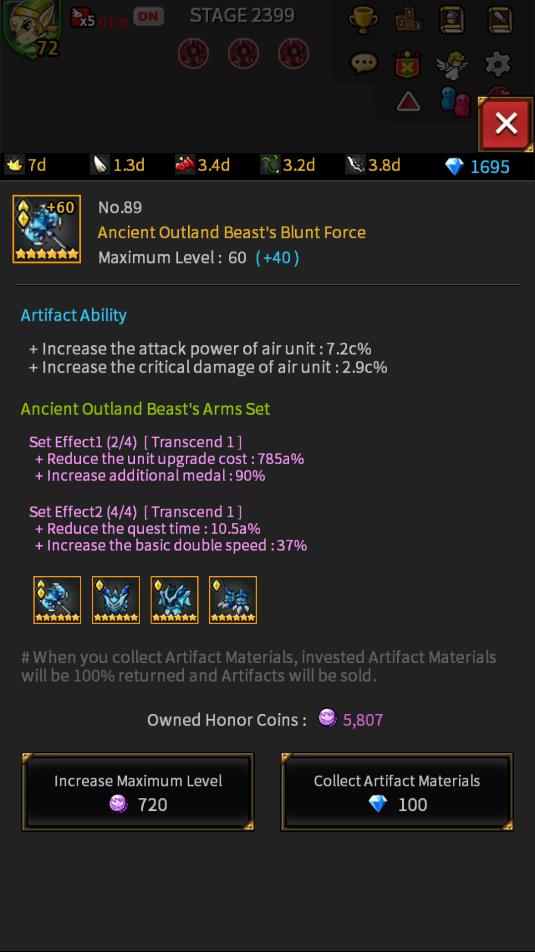 x5 01m ON STAGE 2399
72
7d 1.3d 3.4d 3.2d 3.8d 1695
+60
No.89
Ancient Outland Beast's Blunt Force
Maximum Level : 60 (+40)
Artifact Ability
+ Increase the attack power of air unit : 7.2c%
+ Increase the critical damage of air unit : 2.9c%
Ancient Outland Beast's Arms Set
Set Effect1 (2/4) [ Transcend 1 ]
+ Reduce the unit upgrade cost : 785a%
+ Increase additional medal : 90%
Set Effect2 (4/4) [ Transcend 1 ]
+ Reduce the quest time : 10.5a%
+ Increase the basic double speed : 37%
# When you collect Artifact Materials, invested Artifact Materials
will be 100% returned and Artifacts will be sold.
Owned Honor Coins : 5,807
Increase Maximum Level
720
Collect Artifact Materials
100